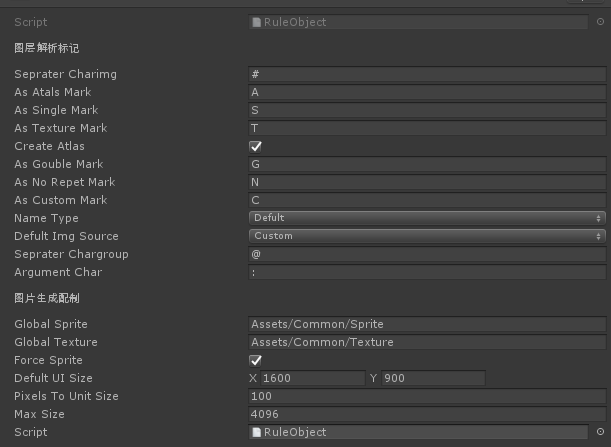 Script RuleObject
图层解析标记
Seprater Charimg #
As Atals Mark A
As Single Mark S
As Texture Mark T
Create Atlas
As Gouble Mark G
As No Repet Mark N
As Custom Mark C
Name Type Defult
Defult Img Source Custom
Seprater Chargroup @
Argument Char :
图片生成配制
Global Sprite Assets/Common/Sprite
Global Texture Assets/Common/Texture
Force Sprite
Defult UI Size X 1600 Y 900
Pixels To Unit Size 100
Max Size 4096
Script RuleObject